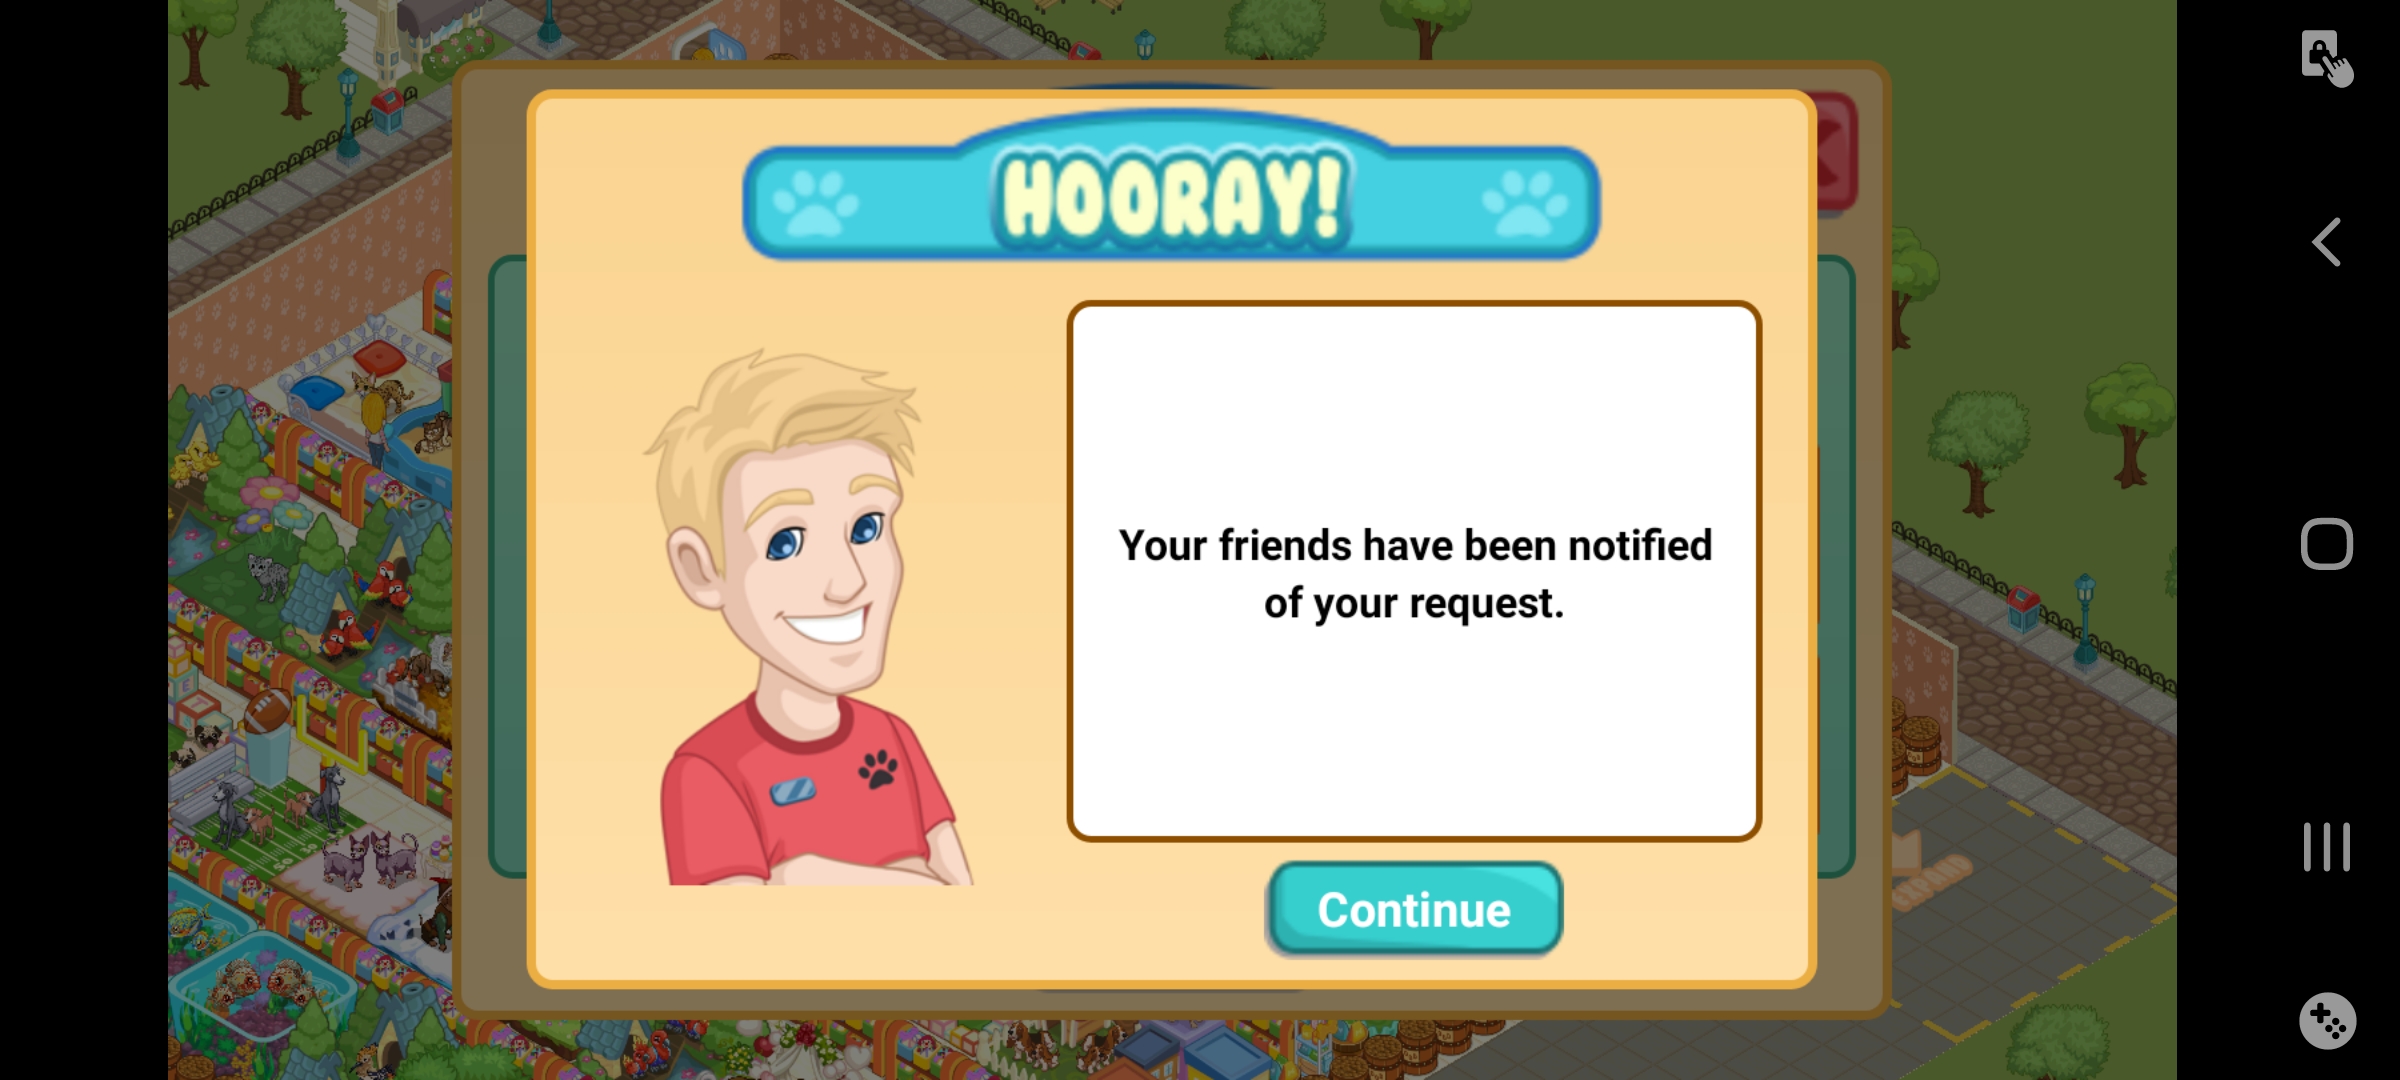 HOORAY!
Your friends have been notified
of your request.
Continue